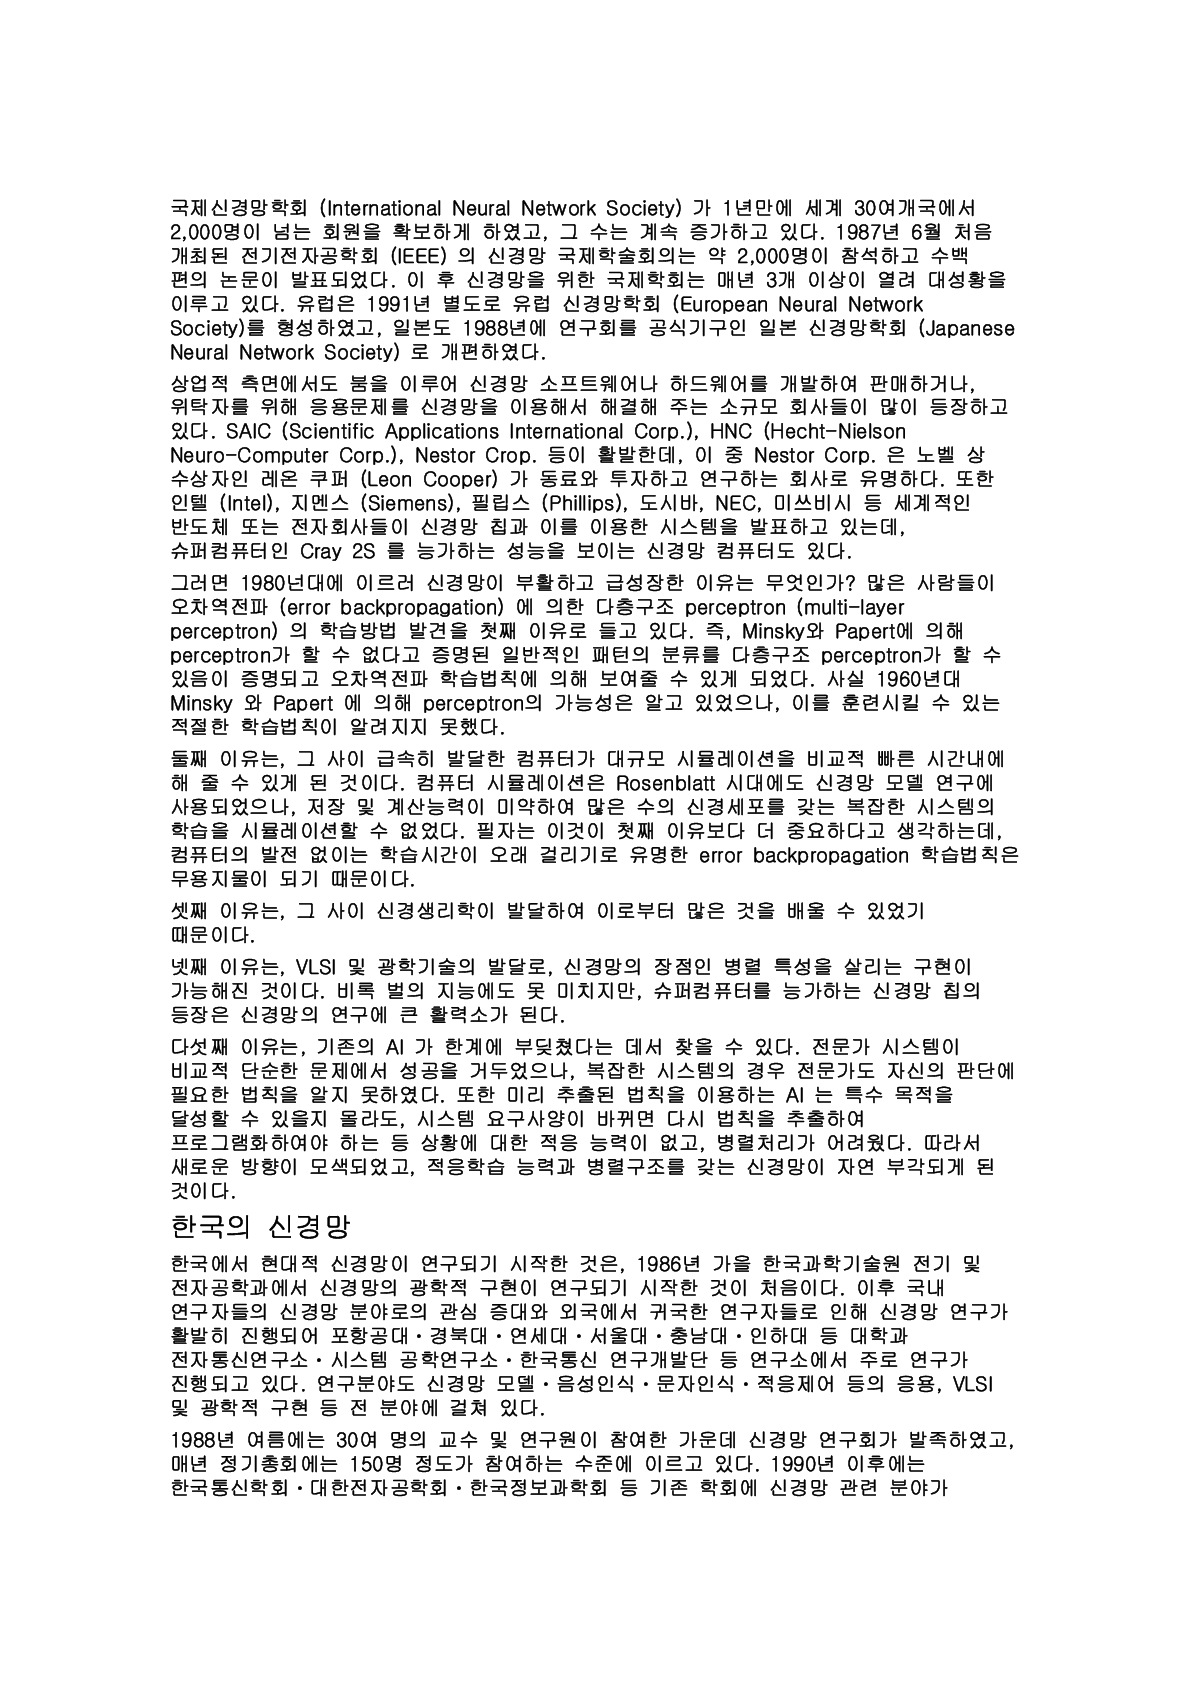 국제신경망학회 (International Neural Network Society) 가 1년만에 세계 30여개국에서
2,000명이 넘는 회원을 확보하게 하였고, 그 수는 계속 증가하고 있다. 1987년 6월 처음
개최된 전기전자공학회 (IEEE) 의 신경망 국제학술회의는 약 2,000명이 참석하고 수백
편의 논문이 발표되었다. 이 후 신경망을 위한 국제학회는 매년 3개 이상이 열려 대성황을
이루고 있다. 유럽은 1991년 별도로 유럽 신경망학회 (European Neural Network
Society)를 형성하였고, 일본도 1988년에 연구회를 공식기구인 일본 신경망학회 (Japanese
Neural Network Society) 로 개편하였다.
상업적 측면에서도 붐을 이루어 신경망 소프트웨어나 하드웨어를 개발하여 판매하거나,
위탁자를 위해 응용문제를 신경망을 이용해서 해결해 주는 소규모 회사들이 많이 등장하고
있다. SAIC (Scientific Applications International Corp.), HNC (Hecht-Nielson
Neuro-Computer Corp.), Nestor Crop. 등이 활발한데, 이 중 Nestor Corp. 은 노벨 상
수상자인 레온 쿠퍼 (Leon Cooper) 가 동료와 투자하고 연구하는 회사로 유명하다. 또한
인텔 (Intel), 지멘스 (Siemens), 필립스 (Phillips), 도시바, NEC, 미쓰비시 등 세계적인
반도체 또는 전자회사들이 신경망 칩과 이를 이용한 시스템을 발표하고 있는데,
슈퍼컴퓨터인 Cray 2S 를 능가하는 성능을 보이는 신경망 컴퓨터도 있다.
그러면 1980넌대에 이르러 신경망이 부활하고 급성장한 이유는 무엇인가? 많은 사람들이
오차역전파 (error backpropagation) 에 의한 다층구조 perceptron (multi-layer
perceptron) 의 학습방법 발견을 첫째 이유로 들고 있다. 즉, Minsky와 Papert에 의해
perceptron가 할 수 없다고 증명된 일반적인 패턴의 분류를 다층구조 perceptron가 할 수
있음이 증명되고 오차역전파 학습법칙에 의해 보여줄 수 있게 되었다. 사실 1960년대
Minsky 와 Papert 에 의해 perceptron의 가능성은 알고 있었으나, 이를 훈련시킬 수 있는
적절한 학습법칙이 알려지지 못했다.
둘째 이유는, 그 사이 급속히 발달한 컴퓨터가 대규모 시뮬레이션을 비교적 빠른 시간내에
해 줄 수 있게 된 것이다. 컴퓨터 시뮬레이션은 Rosenblatt 시대에도 신경망 모델 연구에
사용되었으나, 저장 및 계산능력이 미약하여 많은 수의 신경세포를 갖는 복잡한 시스템의
학습을 시뮬레이션할 수 없었다. 필자는 이것이 첫째 이유보다 더 중요하다고 생각하는데,
컴퓨터의 발전 없이는 학습시간이 오래 걸리기로 유명한 error backpropagation 학습법칙은
무용지물이 되기 때문이다.
셋째 이유는, 그 사이 신경생리학이 발달하여 이로부터 많은 것을 배울 수 있었기
때문이다.
넷째 이유는, VLSI 및 광학기술의 발달로, 신경망의 장점인 병렬 특성을 살리는 구현이
가능해진 것이다. 비록 벌의 지능에도 못 미치지만, 슈퍼컴퓨터를 능가하는 신경망 칩의
등장은 신경망의 연구에 큰 활력소가 된다.
다섯째 이유는, 기존의 AI 가 한계에 부딪쳤다는 데서 찾을 수 있다. 전문가 시스템이
비교적 단순한 문제에서 성공을 거두었으나, 복잡한 시스템의 경우 전문가도 자신의 판단에
필요한 법칙을 알지 못하였다. 또한 미리 추출된 법칙을 이용하는 AI 는 특수 목적을
달성할 수 있을지 몰라도, 시스템 요구사양이 바뀌면 다시 법칙을 추출하여
프로그램화하여야 하는 등 상황에 대한 적응 능력이 없고, 병렬처리가 어려웠다. 따라서
새로운 방향이 모색되었고, 적응학습 능력과 병렬구조를 갖는 신경망이 자연 부각되게 된
것이다.
한국의 신경망
한국에서 현대적 신경망이 연구되기 시작한 것은, 1986년 가을 한국과학기술원 전기 및
전자공학과에서 신경망의 광학적 구현이 연구되기 시작한 것이 처음이다. 이후 국내
연구자들의 신경망 분야로의 관심 증대와 외국에서 귀국한 연구자들로 인해 신경망 연구가
활발히 진행되어 포항공대·경북대·연세대·서울대·충남대·인하대 등 대학과
전자통신연구소·시스템 공학연구소·한국통신 연구개발단 등 연구소에서 주로 연구가
진행되고 있다. 연구분야도 신경망 모델·음성인식·문자인식·적응제어 등의 응용, VLSI
및 광학적 구현 등 전 분야에 걸쳐 있다.
1988년 여름에는 30여 명의 교수 및 연구원이 참여한 가운데 신경망 연구회가 발족하였고,
매년 정기총회에는 150명 정도가 참여하는 수준에 이르고 있다. 1990년 이후에는
한국통신학회·대한전자공학회·한국정보과학회 등 기존 학회에 신경망 관련 분야가